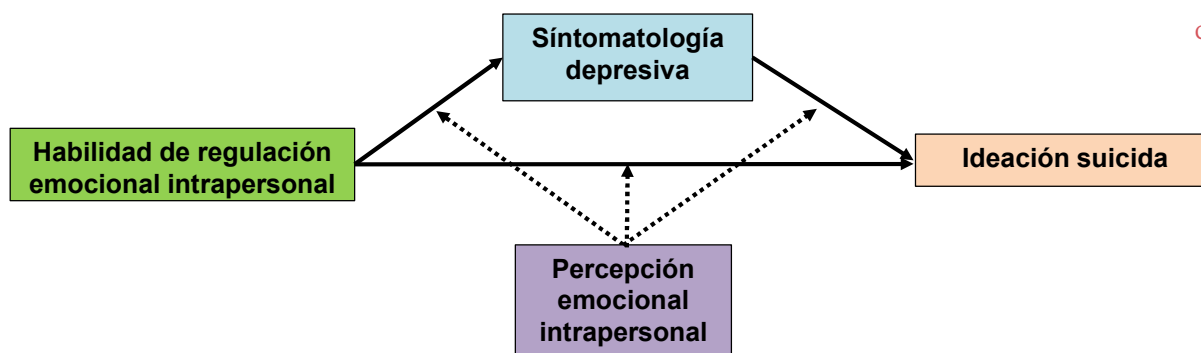 Síntomatología
depresiva
Habilidad de regulación
emocional intrapersonal
Ideación suicida
Percepción
emocional
intrapersonal